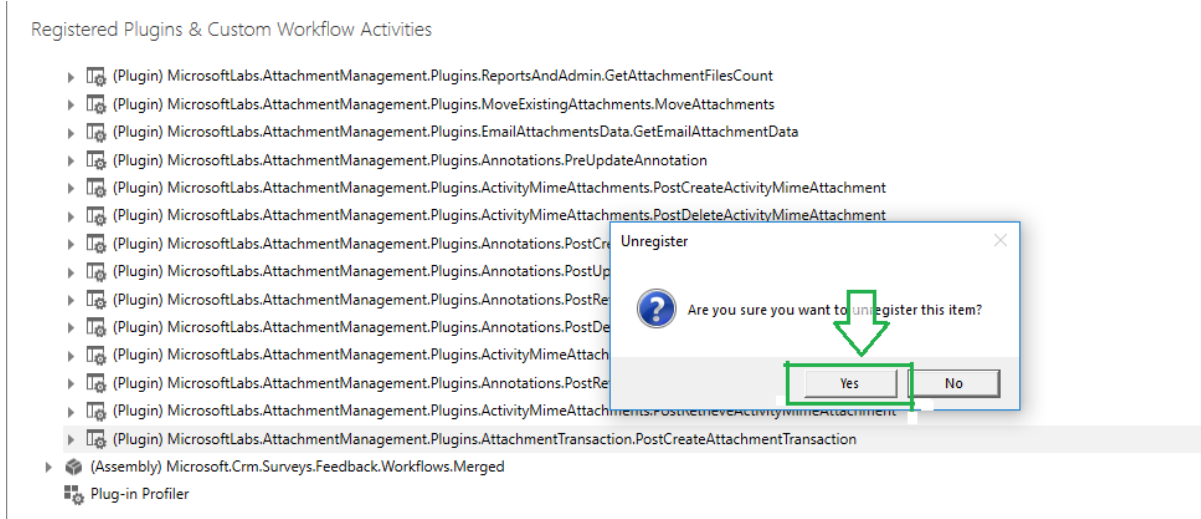 Registered Plugins & Custom Workflow Activities
(Plugin) MicrosoftLabs.AttachmentManagement.Plugins.ReportsAndAdmin.GetAttachmentFilesCount
(Plugin) MicrosoftLabs.AttachmentManagement.Plugins.MoveExistingAttachments.MoveAttachments
(Plugin) MicrosoftLabs.AttachmentManagement.Plugins.EmailAttachmentsData.GetEmailAttachmentData
(Plugin) MicrosoftLabs.AttachmentManagement.Plugins.Annotations.PreUpdateAnnotation
(Plugin) MicrosoftLabs.AttachmentManagement.Plugins.ActivityMimeAttachments.PostCreateActivityMimeAttachment
(Plugin) MicrosoftLabs.AttachmentManagement.Plugins.ActivityMimeAttachments.PostDeleteActivityMimeAttachment
(Plugin) MicrosoftLabs.AttachmentManagement.Plugins.Annotations.PostCre
(Plugin) MicrosoftLabs.AttachmentManagement.Plugins.Annotations.PostUp
(Plugin) MicrosoftLabs.AttachmentManagement.Plugins.Annotations.PostRe
(Plugin) MicrosoftLabs.AttachmentManagement.Plugins.Annotations.PostDe
(Plugin) MicrosoftLabs.AttachmentManagement.Plugins.ActivityMimeAttach
(Plugin) MicrosoftLabs.AttachmentManagement.Plugins.Annotations.PostRe
(Plugin) MicrosoftLabs.AttachmentManagement.Plugins.ActivityMimeAttachments.PostRetrieveActivityMimeAttachment
(Plugin) MicrosoftLabs.AttachmentManagement.Plugins.AttachmentTransaction.PostCreateAttachmentTransaction
(Assembly) Microsoft.Crm.Surveys.Feedback.Workflows.Merged
Plug-in Profiler
Unregister
Are you sure you want to unregister this item?
Yes
No